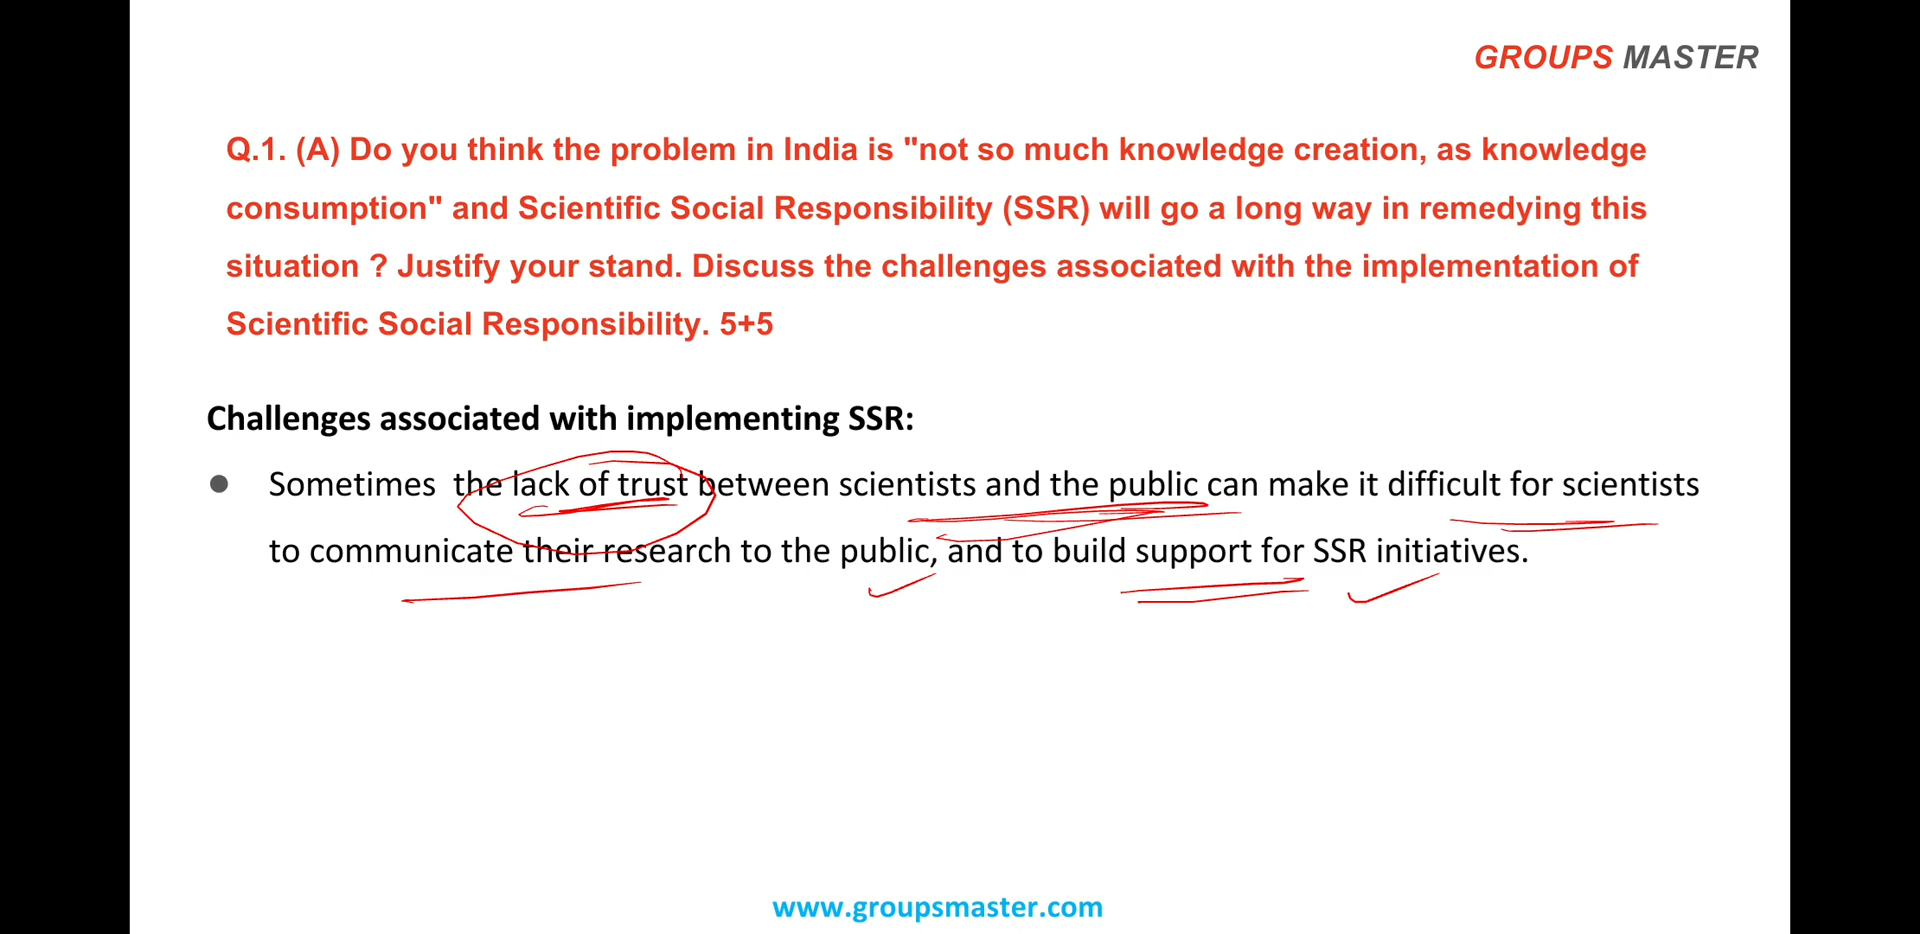 GROUPS MASTER
Q.1. (A) Do you think the problem in India is "not so much knowledge creation, as knowledge
consumption" and Scientific Social Responsibility (SSR) will go a long way in remedying this
situation ? Justify your stand. Discuss the challenges associated with the implementation of
Scientific Social Responsibility. 5+5
Challenges associated with implementing SSR:
● Sometimes the lack of trust between scientists and the public can make it difficult for scientists
to communicate their research to the public, and to build support for SSR initiatives.
www.groupsmaster.com